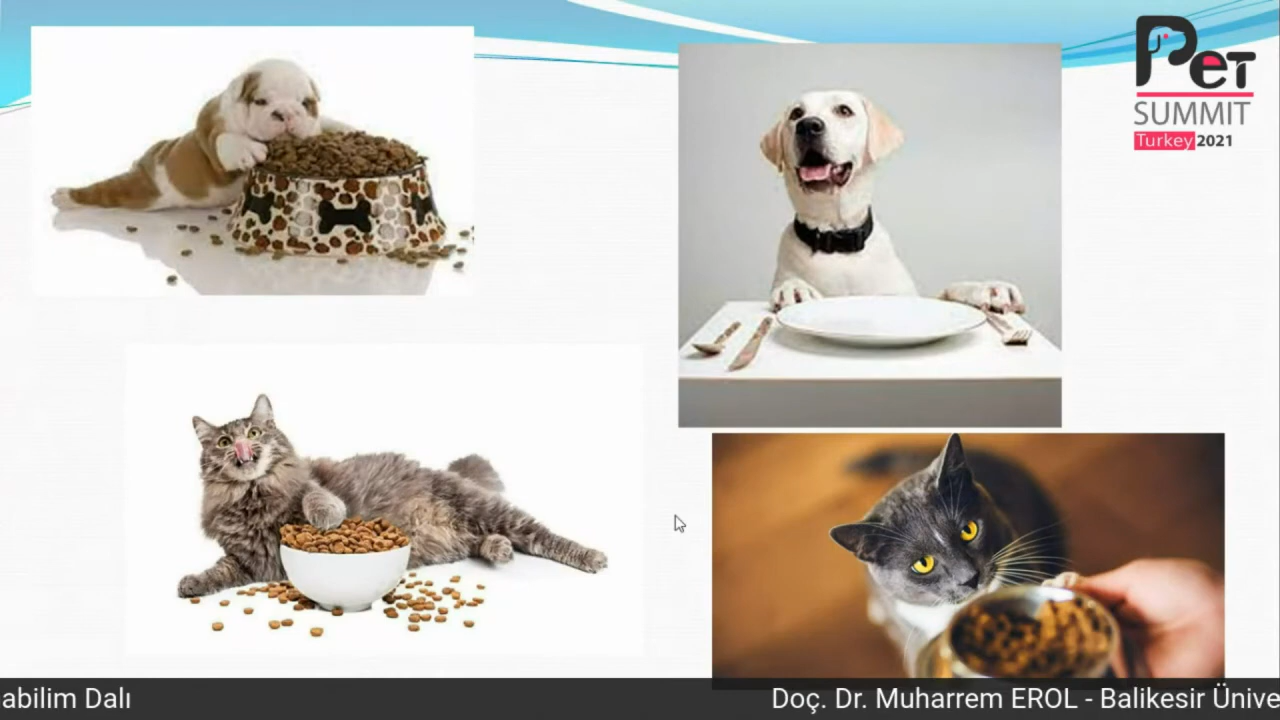 PeT
SUMMIT
Turkey 2021
abilim Dalı
Doç. Dr. Muharrem EROL - Balikesir Ünive